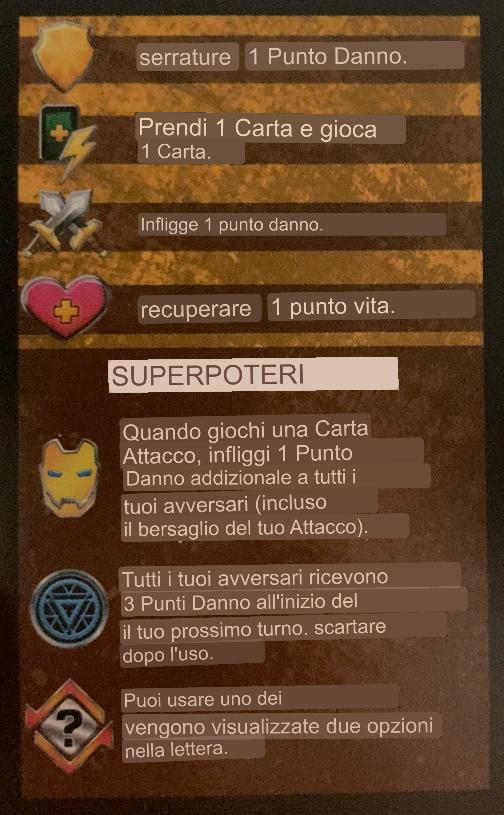 serrature 1 Punto Danno.
Prendi 1 Carta e gioca
1 Carta.
Infligge 1 punto danno.
recuperare 1 punto vita.
SUPERPOTERI
Quando giochi una Carta
Attacco, infliggi 1 Punto
Danno addizionale a tutti i
tuoi avversari (incluso
il bersaglio del tuo Attacco).
Tutti i tuoi avversari ricevono
3 Punti Danno all'inizio del
il tuo prossimo turno. scartare
dopo l'uso.
?
Puoi usare uno dei
vengono visualizzate due opzioni
nella lettera.